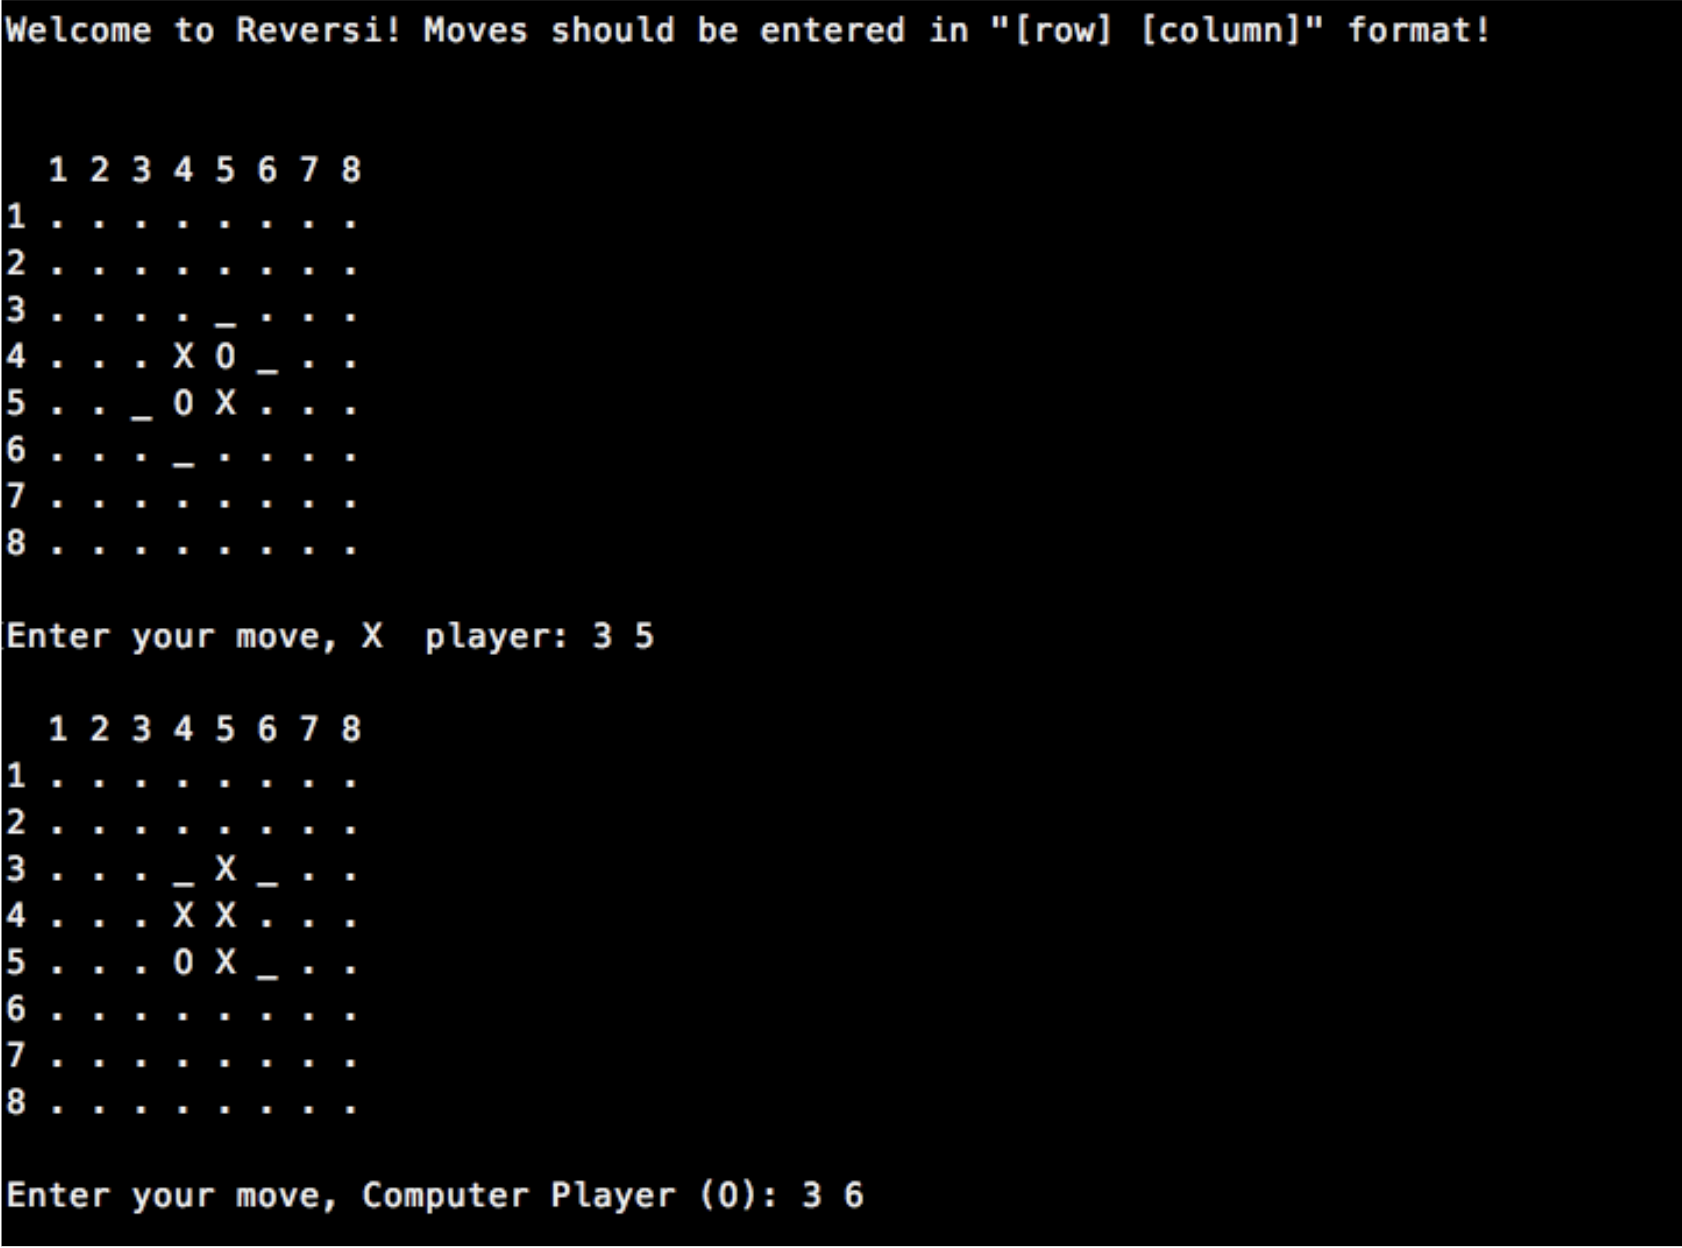 Welcome to Reversi! Moves should be entered in "[row] [column]" format!
  1 2 3 4 5 6 7 8
1 . . . . . . . .
2 . . . . . . . .
3 . . . . _ . . .
4 . . . X O _ . .
5 . . _ O X . . .
6 . . . _ . . . .
7 . . . . . . . .
8 . . . . . . . .
Enter your move, X  player: 3 5
  1 2 3 4 5 6 7 8
1 . . . . . . . .
2 . . . . . . . .
3 . . . _ X _ . .
4 . . . X X . . .
5 . . . O X _ . .
6 . . . . . . . .
7 . . . . . . . .
8 . . . . . . . .
Enter your move, Computer Player (O): 3 6